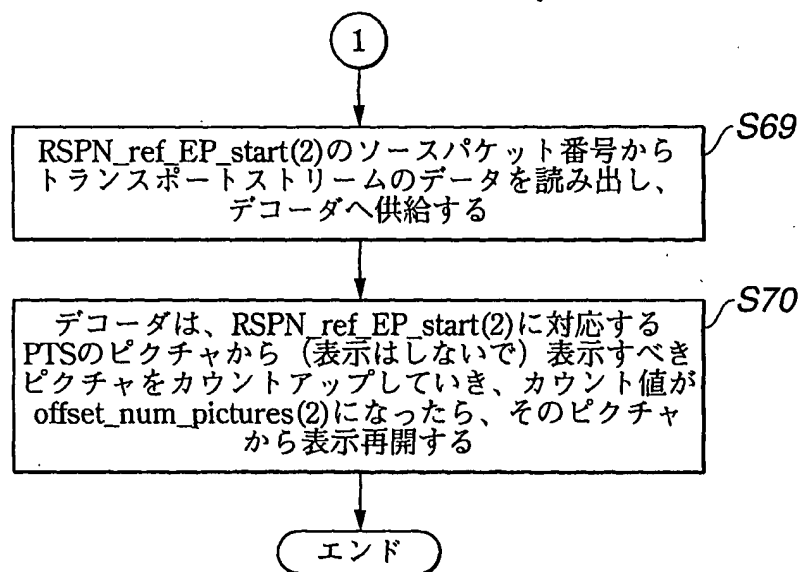 1
S69
RSPN_ref_EP_start(2)のソースパケット番号から
トランスポートストリームのデータを読み出し、
デコーダへ供給する
S70
デコーダは、RSPN_ref_EP_start(2)に対応する
PTSのピクチャから（表示はしないで）表示すべき
ピクチャをカウントアップしていき、カウント値が
offset_num_pictures(2)になったら、そのピクチャ
から表示再開する
エンド